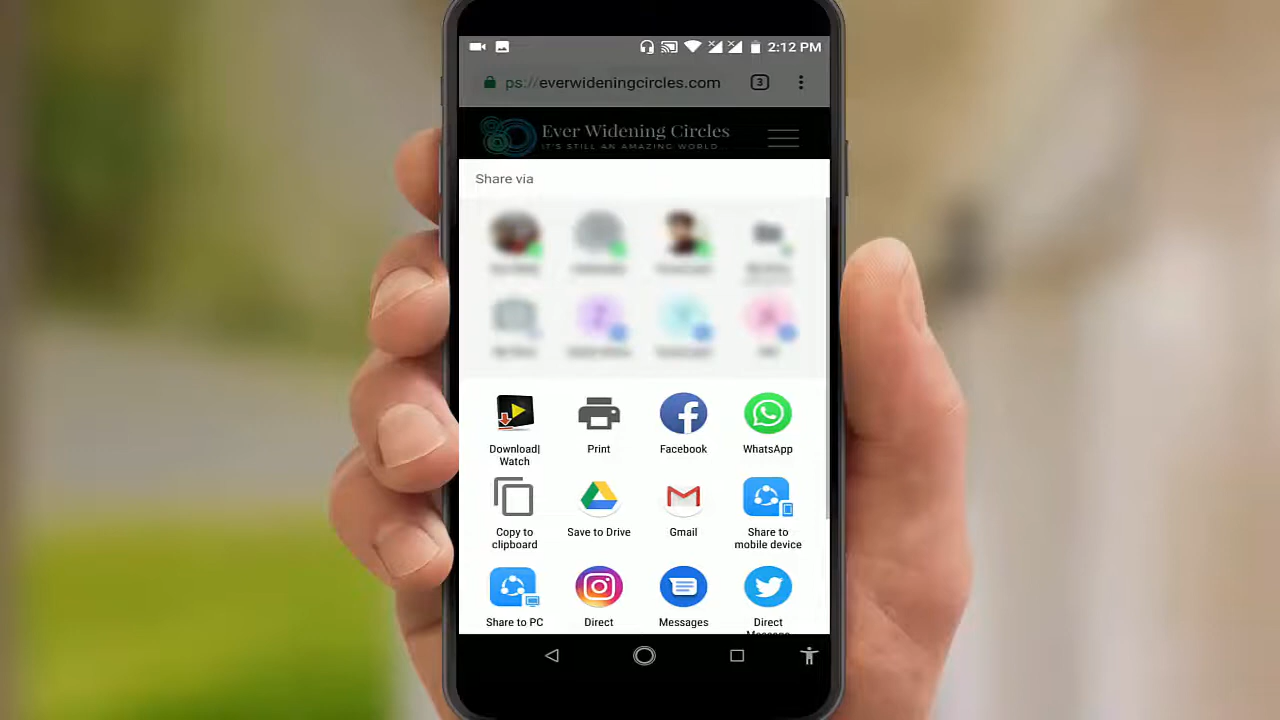 2:12 PM
ps://everwideningcircles.com
3
Ever Widening Circles
IT'S STILL AN AMAZING WORLD
Share via
Download| Print Facebook WhatsApp
Watch
Copy to Save to Drive Gmail Share to
clipboard mobile device
Share to PC Direct Messages Direct
Message